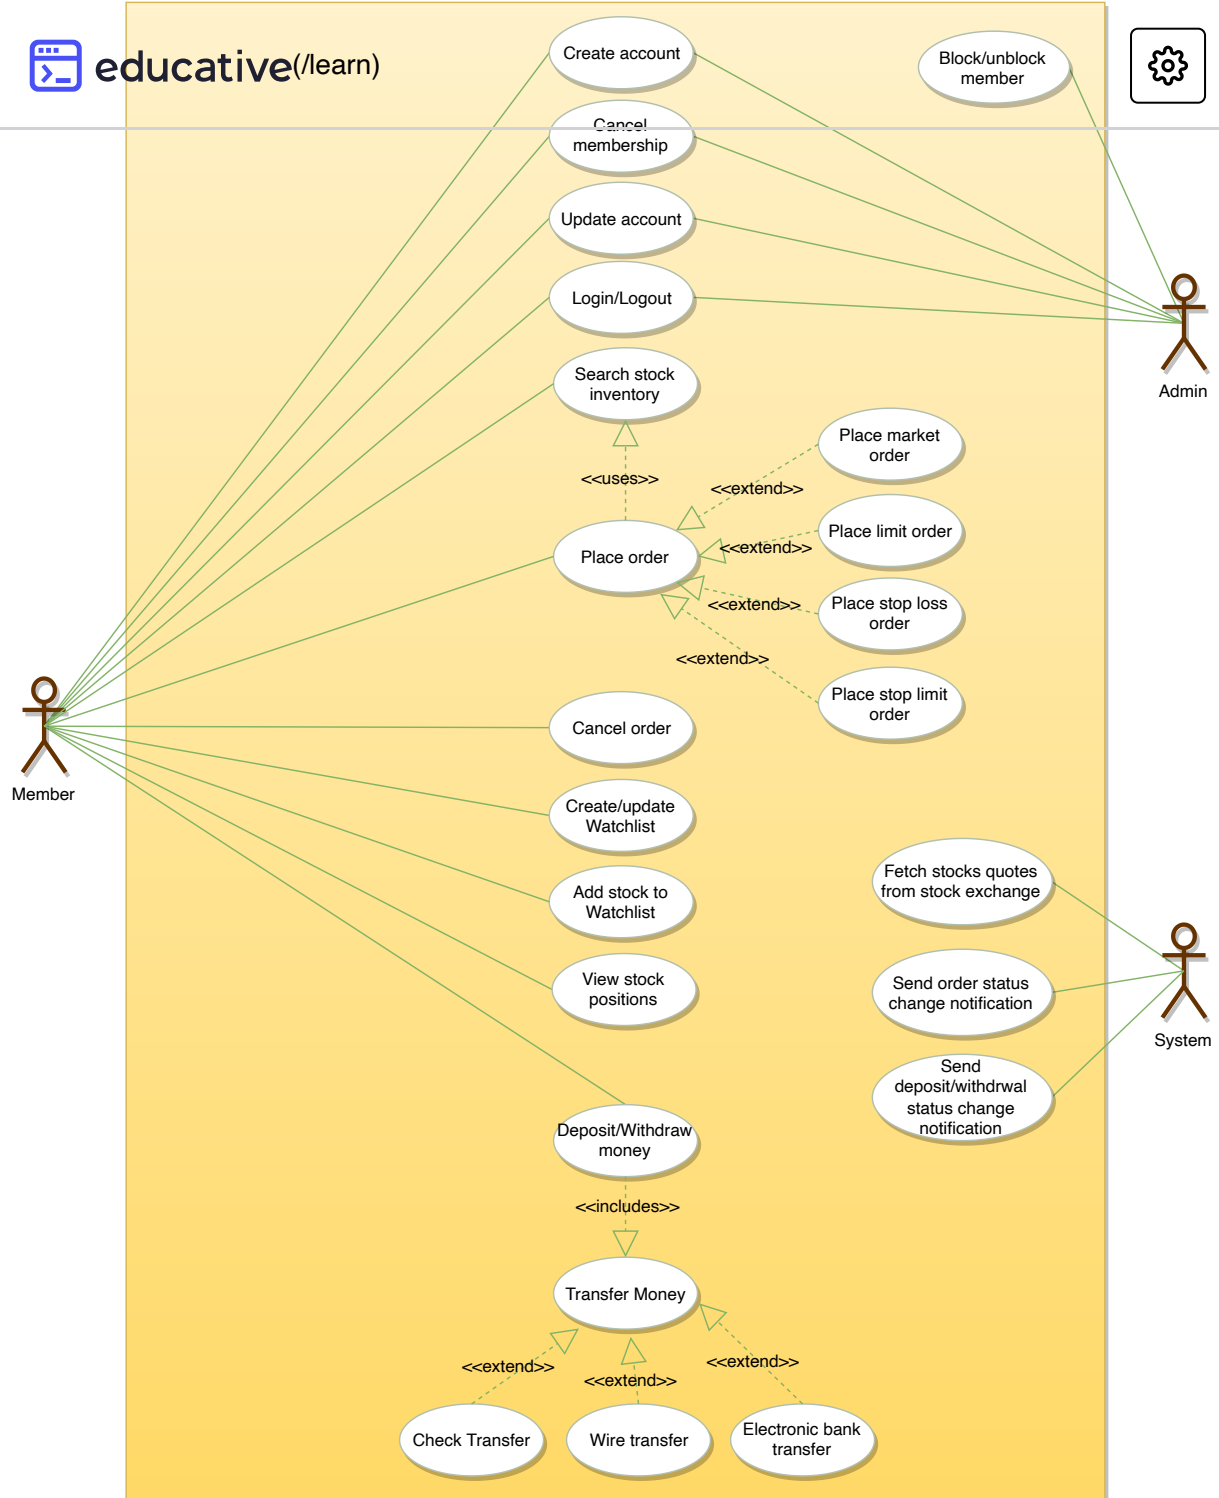 educative(/learn)
Create account
Block/unblock
member
Cancel
membership
Update account
Login/Logout
Search stock
inventory
Admin
Place market
order
<<uses>>
<<extend>>
Place limit order
<<extend>>
Place order
Place stop loss
order
<<extend>>
<<extend>>
Place stop limit
order
Cancel order
Member
Create/update
Watchlist
Fetch stocks quotes
from stock exchange
Add stock to
Watchlist
View stock
positions
Send order status
change notification
System
Send
deposit/withdrwal
status change
notification
Deposit/Withdraw
money
<<includes>>
Transfer Money
<<extend>>
<<extend>>
<<extend>>
Check Transfer
Wire transfer
Electronic bank
transfer